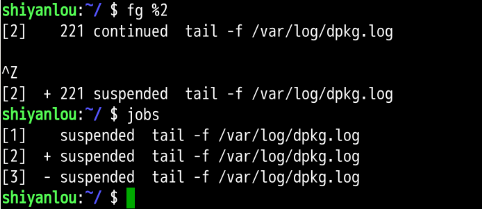 shiyanlou:~/ $ fg %2
[2]    221 continued  tail -f /var/log/dpkg.log
^Z
[2]  + 221 suspended  tail -f /var/log/dpkg.log
shiyanlou:~/ $ jobs
[1]    suspended  tail -f /var/log/dpkg.log
[2]  + suspended  tail -f /var/log/dpkg.log
[3]  - suspended  tail -f /var/log/dpkg.log
shiyanlou:~/ $